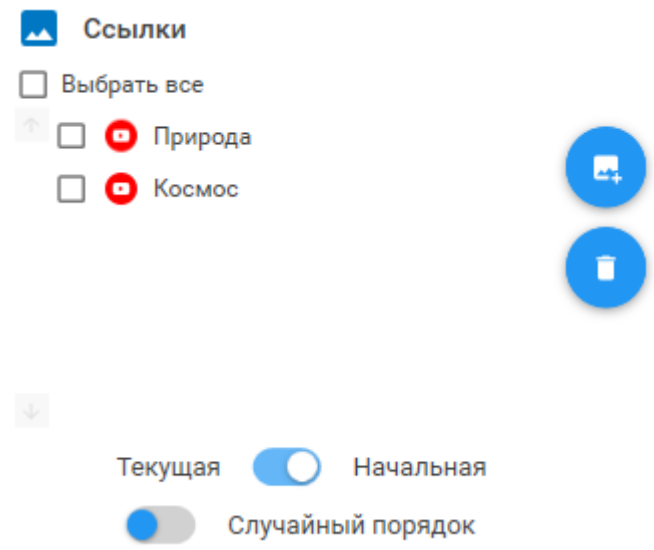 Ссылки
Выбрать все
Природа
Космос
Текущая Начальная
Случайный порядок